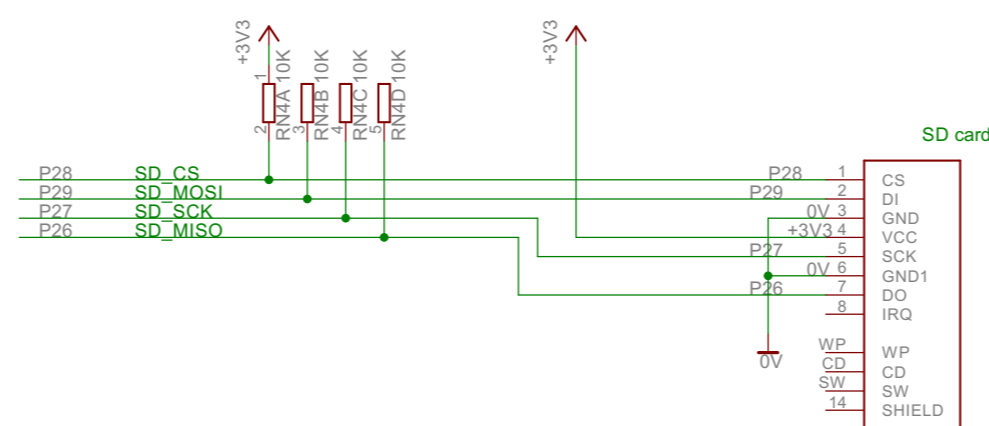 +3V3
+3V3
1
2
RN4A 10K
3
RN4B 10K
4
RN4C 10K
5
RN4D 10K
SD card
P28 SD_CS P28 1 CS
P29 SD_MOSI P29 2 DI
P27 SD_SCK 0V 3 GND
P26 SD_MISO +3V3 4 VCC
P27 5 SCK
0V 6 GND1
P26 7 DO
8 IRQ
0V
WP WP
CD CD
SW SW
14 SHIELD